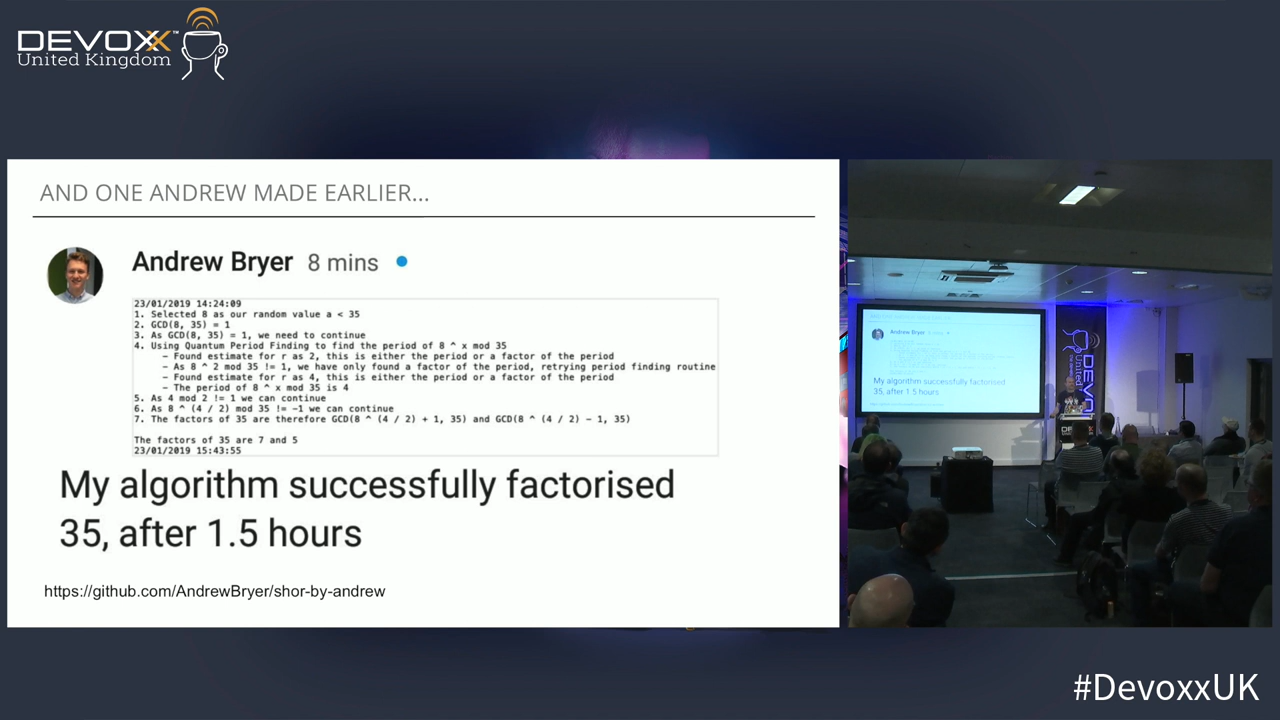 DEVOXX™
United Kingdom
AND ONE ANDREW MADE EARLIER...
Andrew Bryer 8 mins
23/01/2019 14:24:09
1. Selected 8 as our random value a < 35
2. GCD(8, 35) = 1
3. As GCD(8, 35) = 1, we need to continue
4. Using Quantum Period Finding to find the period of 8 ^ x mod 35
– Found estimate for r as 2, this is either the period or a factor of the period
– As 8 ^ 2 mod 35 != 1, we have only found a factor of the period, retrying period finding routine
– Found estimate for r as 4, this is either the period or a factor of the period
– The period of 8 ^ x mod 35 is 4
5. As 4 mod 2 != 1 we can continue
6. As 8 ^ (4 / 2) mod 35 != –1 we can continue
7. The factors of 35 are therefore GCD(8 ^ (4 / 2) + 1, 35) and GCD(8 ^ (4 / 2) – 1, 35)
The factors of 35 are 7 and 5
23/01/2019 15:43:55
My algorithm successfully factorised
35, after 1.5 hours
https://github.com/AndrewBryer/shor-by-andrew
Andrew Bryer
My algorithm successfully factorised
35, after 1.5 hours
DEVOXX
United
#DevoxxUK